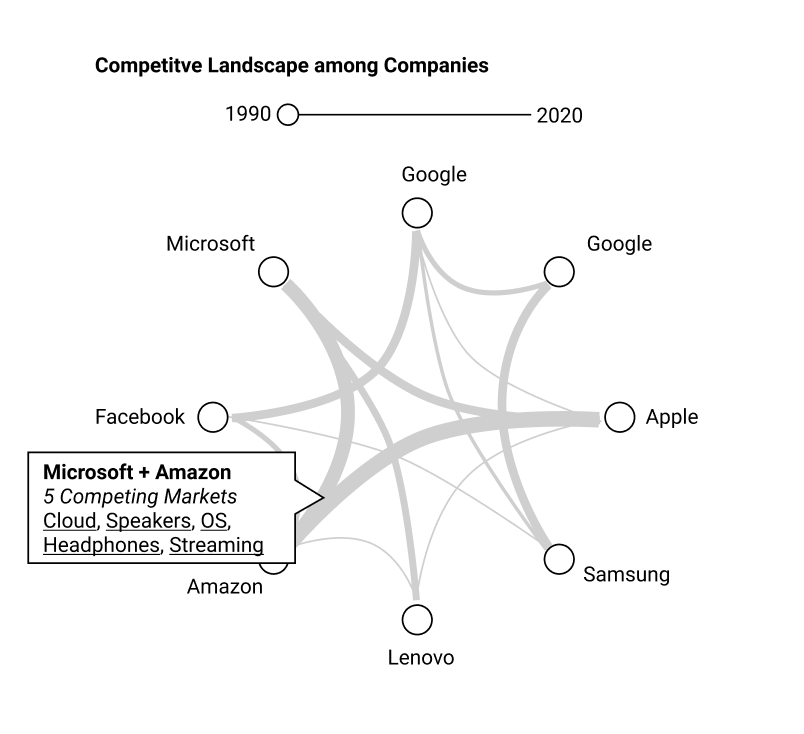 Competitve Landscape among Companies
1990
2020
Google
Microsoft
Google
Facebook
Apple
Microsoft + Amazon
5 Competing Markets
Cloud, Speakers, OS,
Headphones, Streaming
Amazon
Samsung
Lenovo